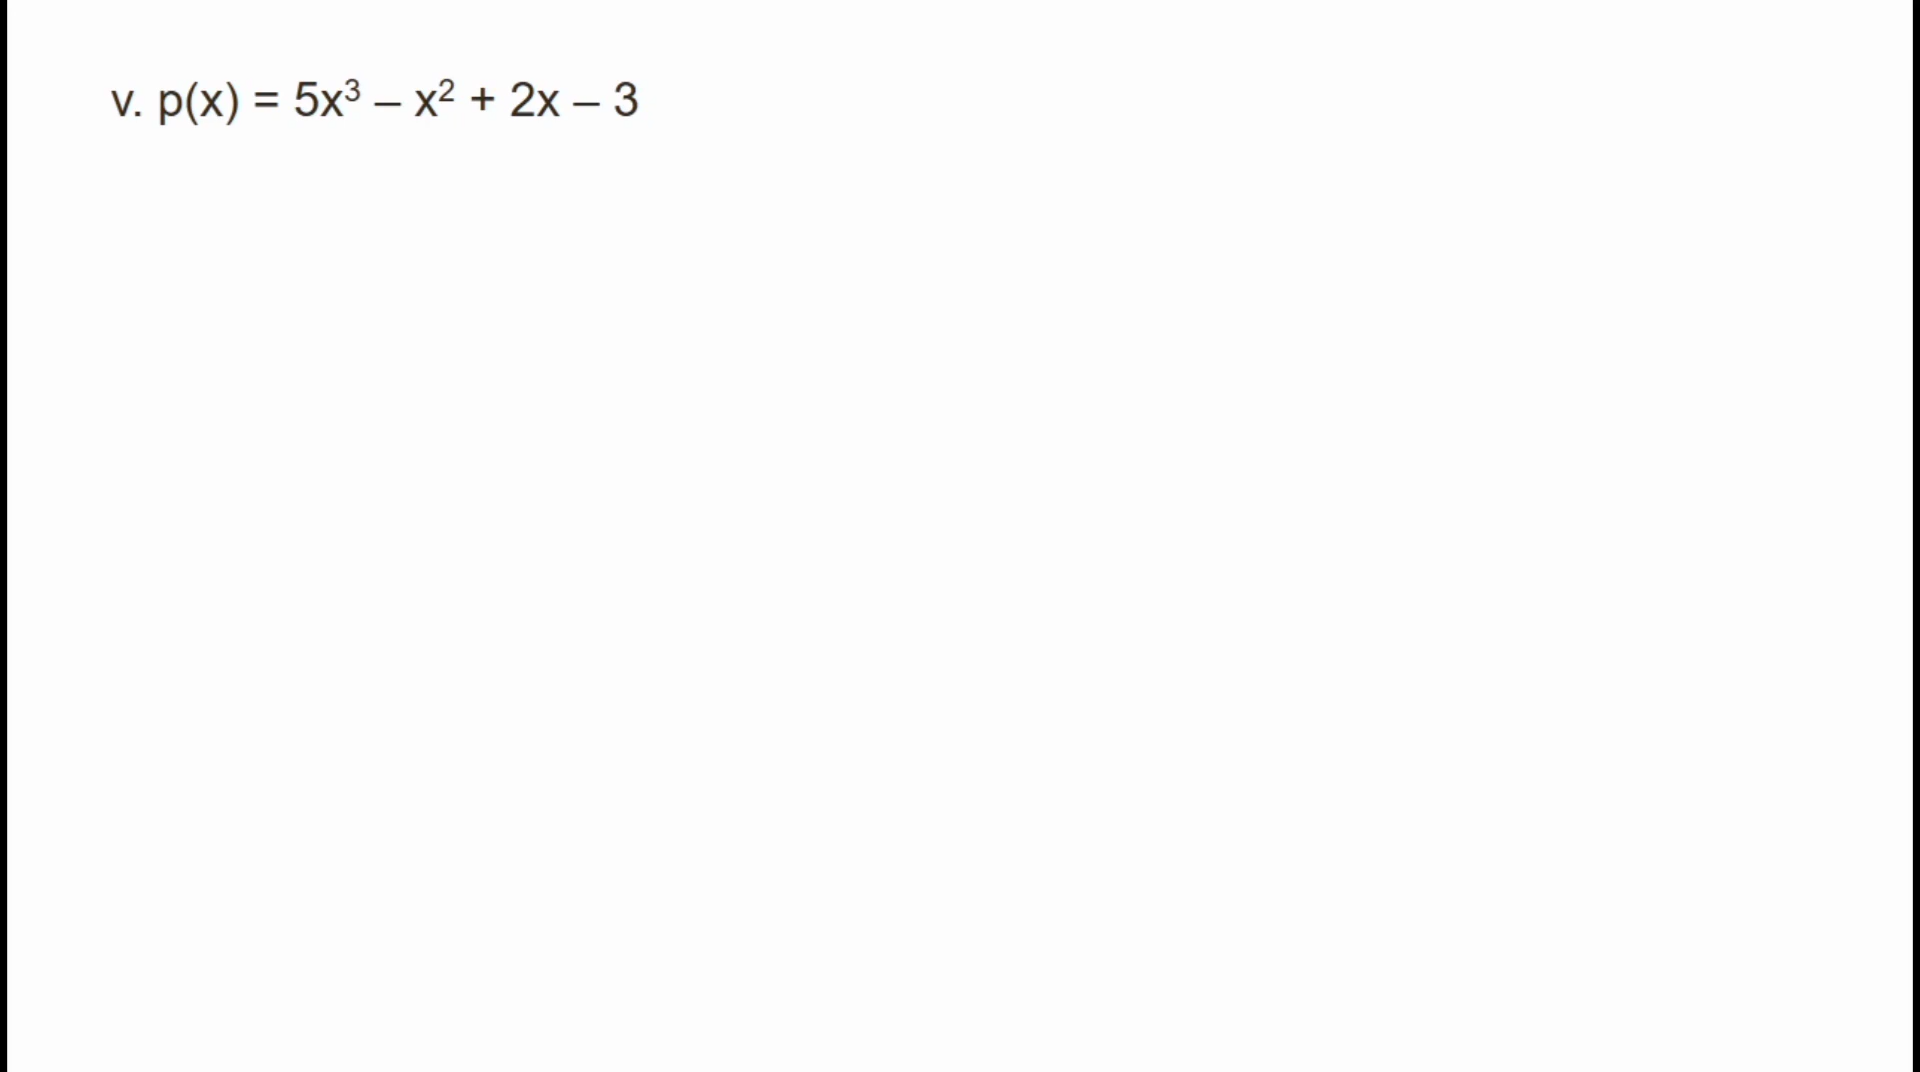 v. p(x) = 5x³ – x² + 2x – 3